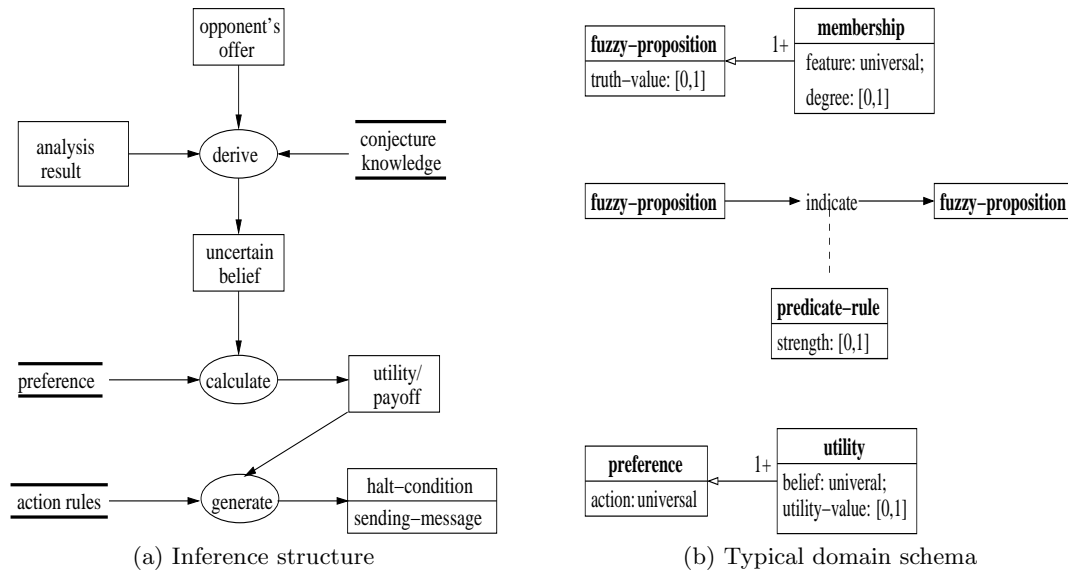 opponent's
offer
analysis
result
derive
conjecture
knowledge
uncertain
belief
preference
calculate
utility/
payoff
action rules
generate
halt−condition
sending−message
(a) Inference structure
fuzzy−proposition
truth−value: [0,1]
1+
membership
feature: universal;
degree: [0,1]
fuzzy−proposition
indicate
fuzzy−proposition
predicate−rule
strength: [0,1]
preference
action: universal
1+
utility
belief: univeral;
utility−value: [0,1]
(b) Typical domain schema